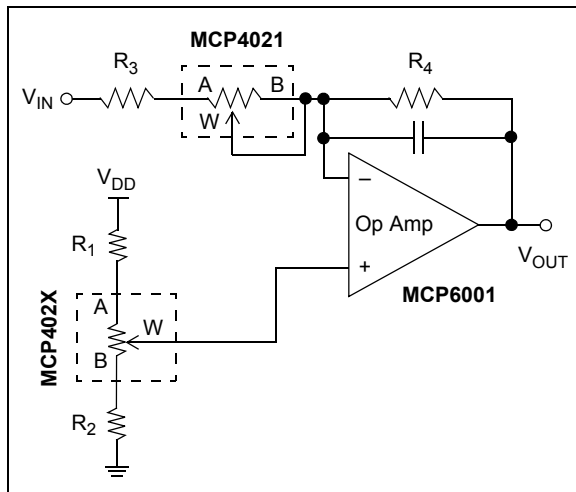 MCP4021
R3
R4
A
B
VIN
W
VDD
–
Op Amp
R1
+
VOUT
MCP6001
A
W
MCP402X
B
R2